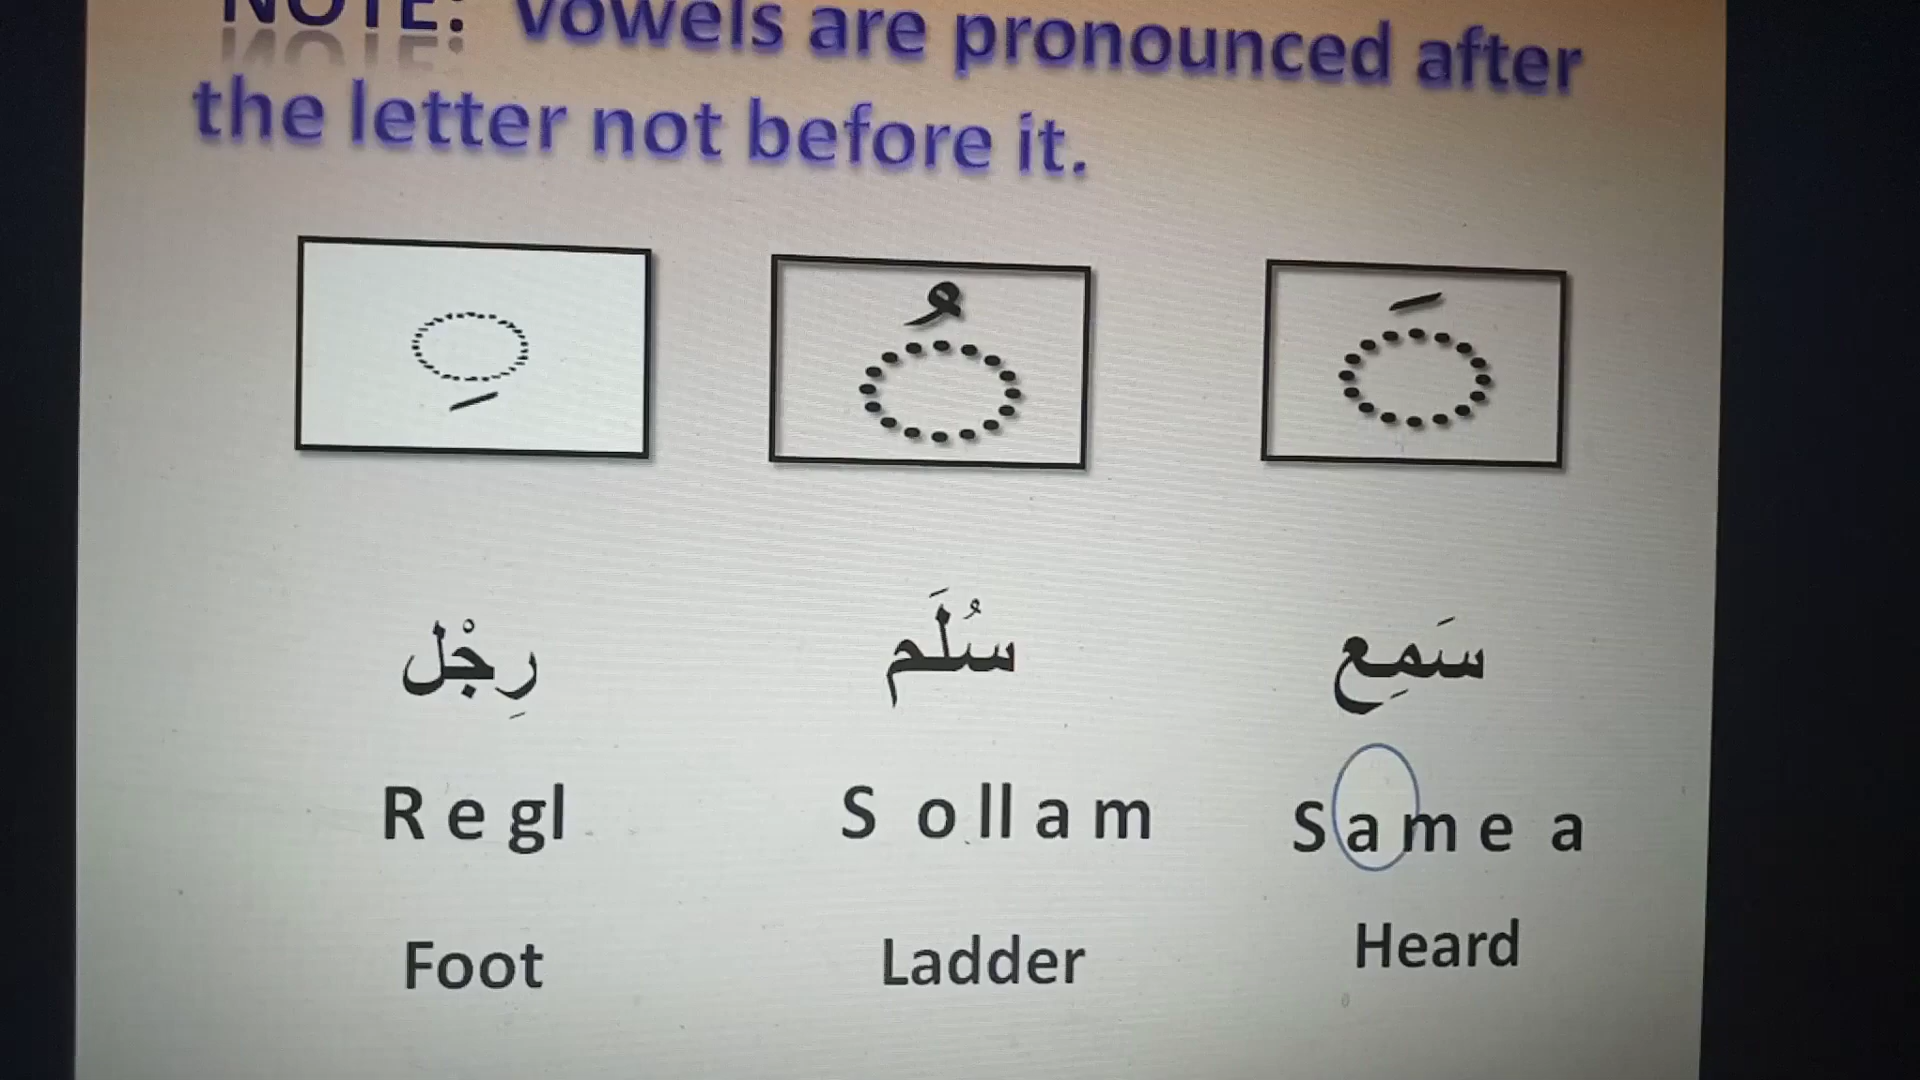 NOTE: Vowels are pronounced after
the letter not before it.
رِجْل سُلَم سَمِع
R e gl S o ll a m S a m e a
Foot Ladder Heard